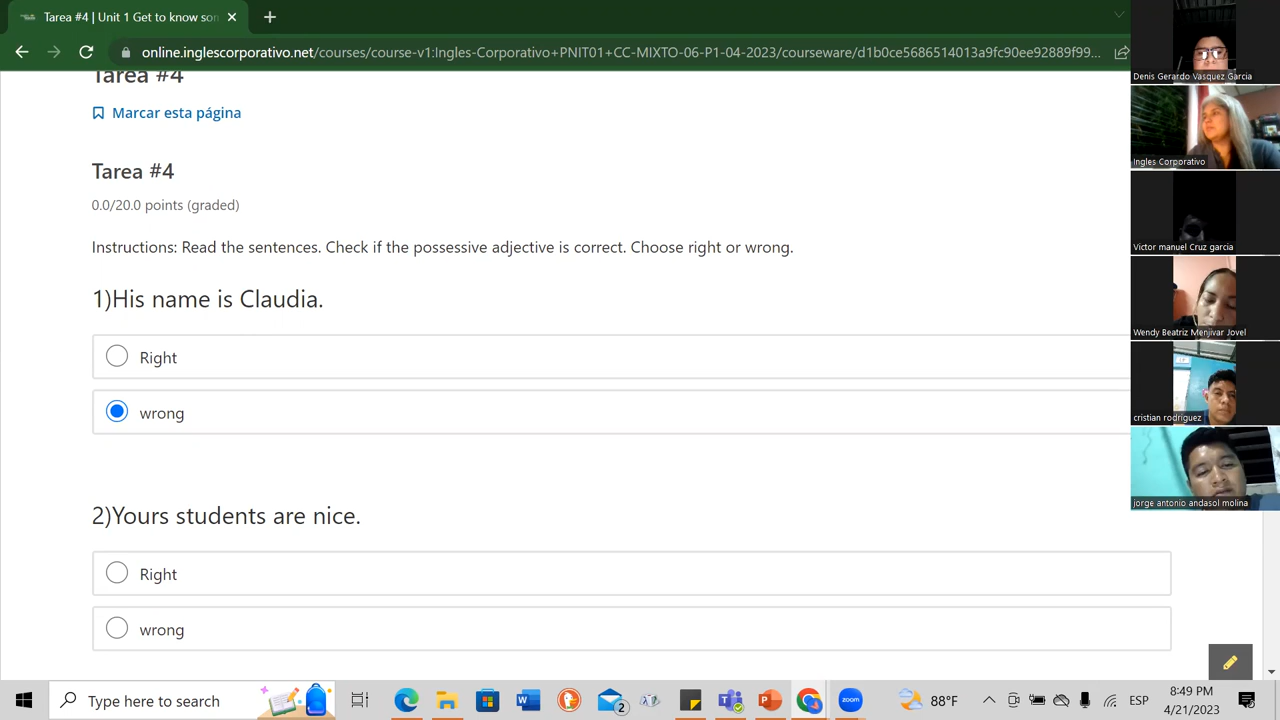 Tarea #4 | Unit 1 Get to know son
online.inglescorporativo.net/courses/course-v1:Ingles-Corporativo+PNIT01+CC-MIXTO-06-P1-04-2023/courseware/d1b0ce5686514013a9fc90ee92889f99...
Denis Gerardo Vasquez Garcia
Ingles Corporativo
Victor manuel Cruz garcia
Wendy Beatriz Menjivar Jovel
cristian rodriguez
jorge antonio andasol molina
Tarea #4
Marcar esta página
Tarea #4
0.0/20.0 points (graded)
Instructions: Read the sentences. Check if the possessive adjective is correct. Choose right or wrong.
1)His name is Claudia.
Right
wrong
2)Yours students are nice.
Right
wrong
Type here to search
2
zoom
88°F
ESP
8:49 PM
4/21/2023